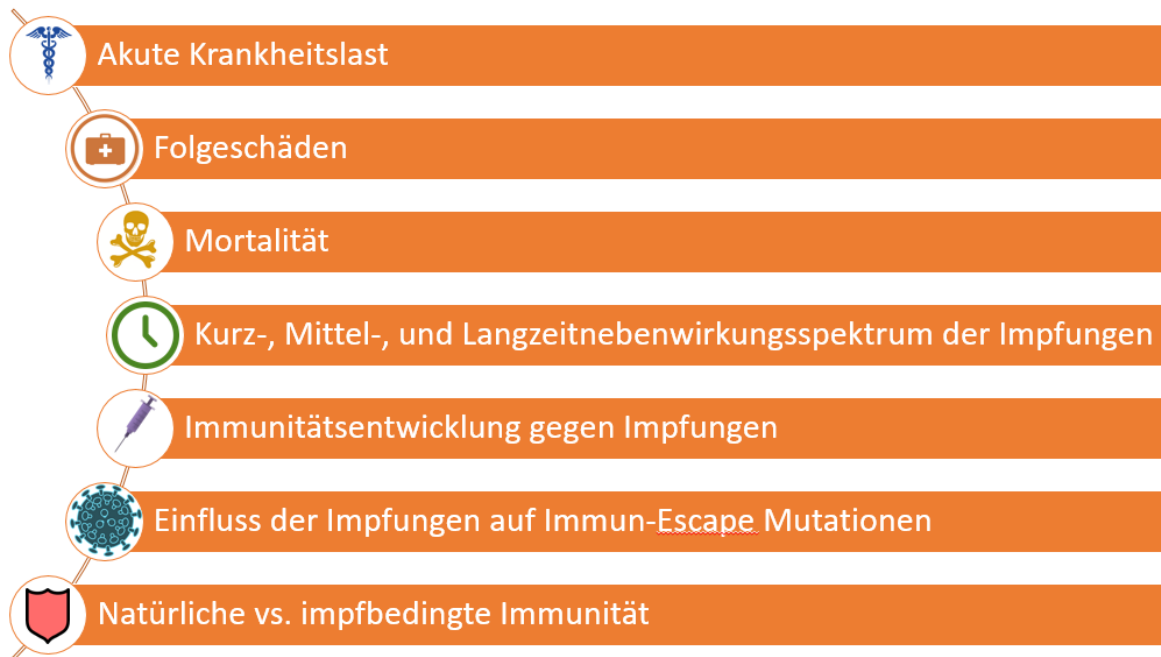 Akute Krankheitslast
Folgeschäden
Mortalität
Kurz-, Mittel-, und Langzeitnebenwirkungsspektrum der Impfungen
Immunitätsentwicklung gegen Impfungen
Einfluss der Impfungen auf Immun-Escape Mutationen
Natürliche vs. impfbedingte Immunität